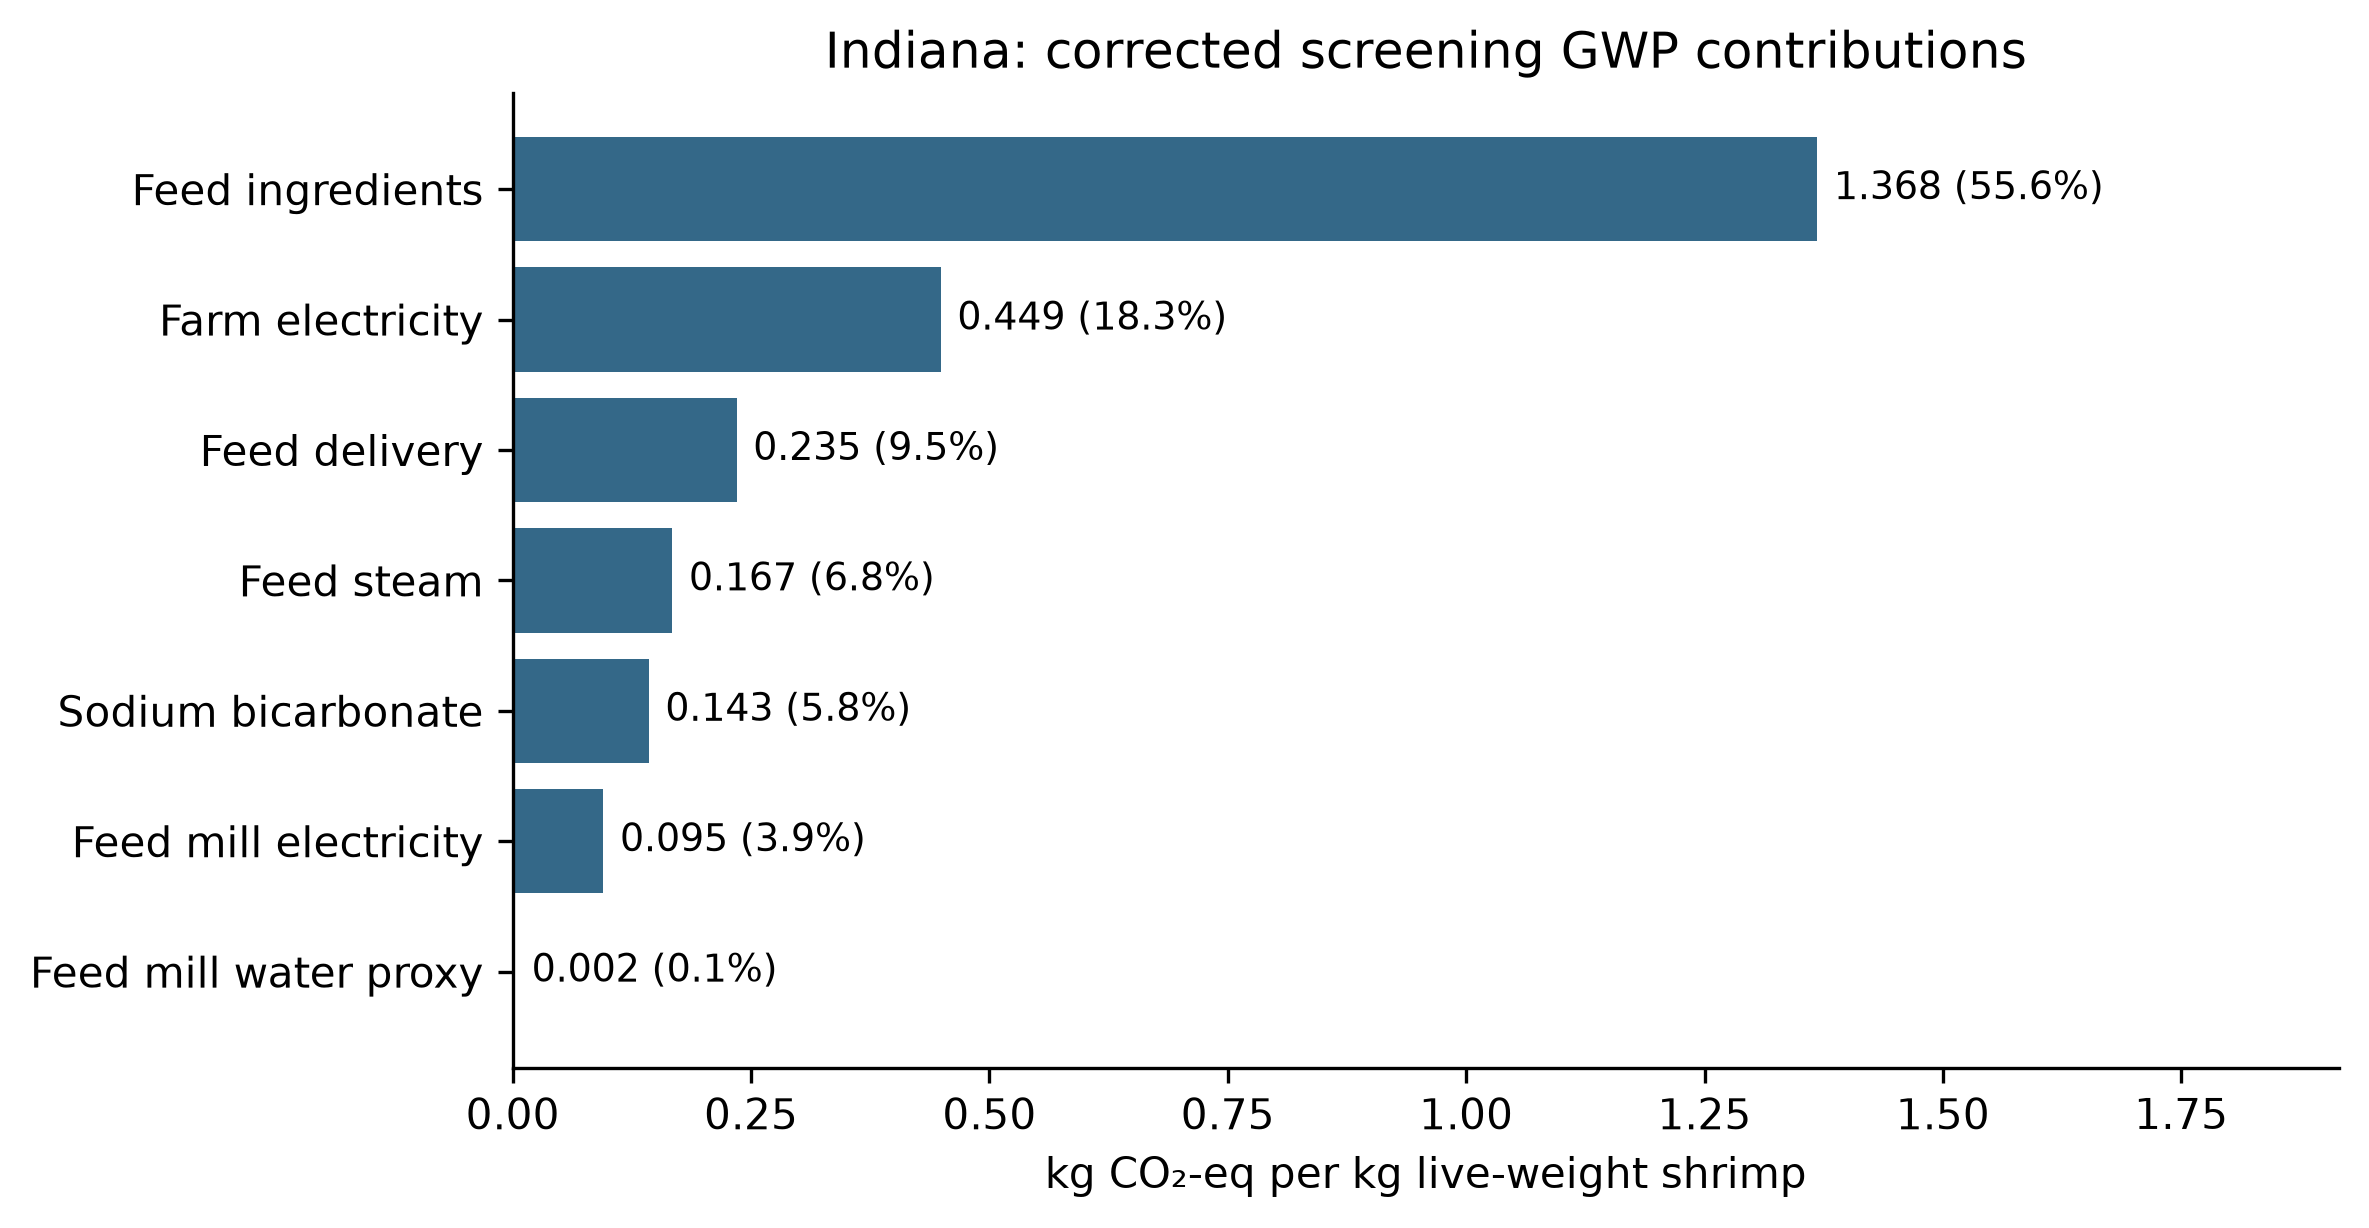 Indiana: corrected screening GWP contributions
Feed ingredients 1.368 (55.6%)
Farm electricity 0.449 (18.3%)
Feed delivery 0.235 (9.5%)
Feed steam 0.167 (6.8%)
Sodium bicarbonate 0.143 (5.8%)
Feed mill electricity 0.095 (3.9%)
Feed mill water proxy 0.002 (0.1%)
0.00 0.25 0.50 0.75 1.00 1.25 1.50 1.75
kg CO₂-eq per kg live-weight shrimp